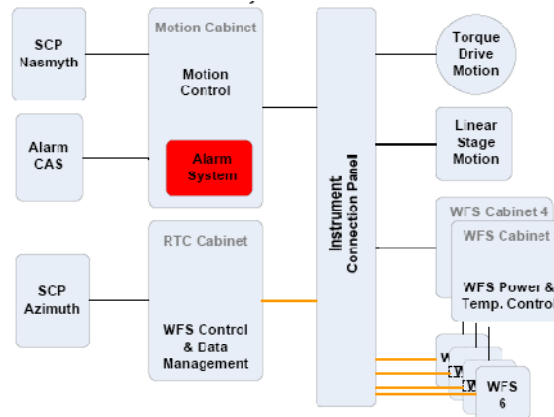 SCP
Nasmyth
Motion Cabinet
Motion
Control
Alarm
CAS
Alarm
System
SCP
Azimuth
RTC Cabinet
WFS Control
& Data
Management
Instrument
Connection Panel
Torque
Drive
Motion
Linear
Stage
Motion
WFS Cabinet 4
WFS Cabinet
WFS Power &
Temp. Control
WFS
6